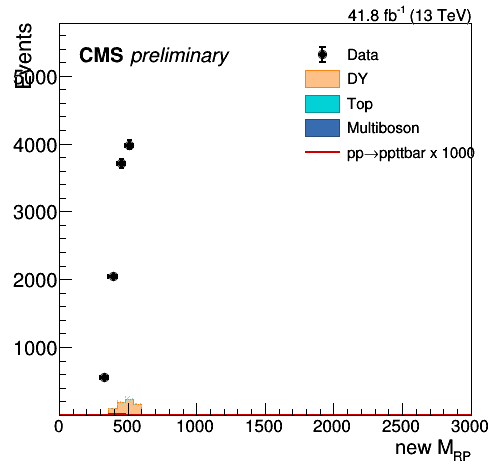 41.8 fb-1 (13 TeV)
Events
CMS preliminary
Data
DY
Top
Multiboson
pp→ppttbar x 1000
5000
4000
3000
2000
1000
0 500 1000 1500 2000 2500 3000
new MRP